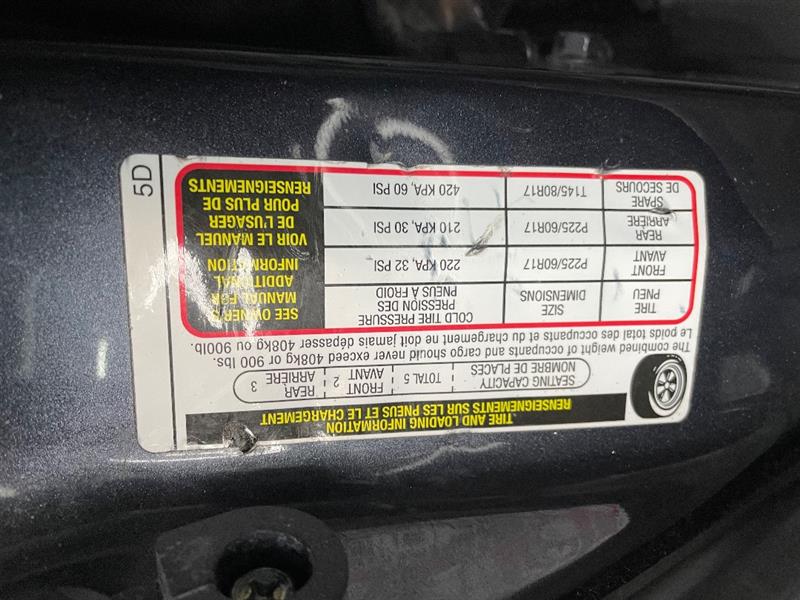 TIRE AND LOADING INFORMATION
RENSEIGNEMENTS SUR LES PNEUS ET LE CHARGEMENT
SEATING CAPACITY
NOMBRE DE PLACES
TOTAL 5
FRONT
AVANT 2
REAR
ARRIÈRE 3
The combined weight of occupants and cargo should never exceed 408kg or 900 lbs.
Le poids total des occupants et du chargement ne doit jamais dépasser 408kg ou 900lb.
TIRE
PNEU
SIZE
DIMENSIONS
COLD TIRE PRESSURE
PRESSION DES
PNEUS A FROID
FRONT
AVANT
P225/60R17
220 KPA, 32 PSI
REAR
ARRIÈRE
P225/60R17
210 KPA, 30 PSI
SPARE
DE SECOURS
T145/80R17
420 KPA, 60 PSI
SEE OWNER'S
MANUAL FOR
ADDITIONAL
INFORMATION
VOIR LE MANUEL
DE L'USAGER
POUR PLUS DE
RENSEIGNEMENTS
5D